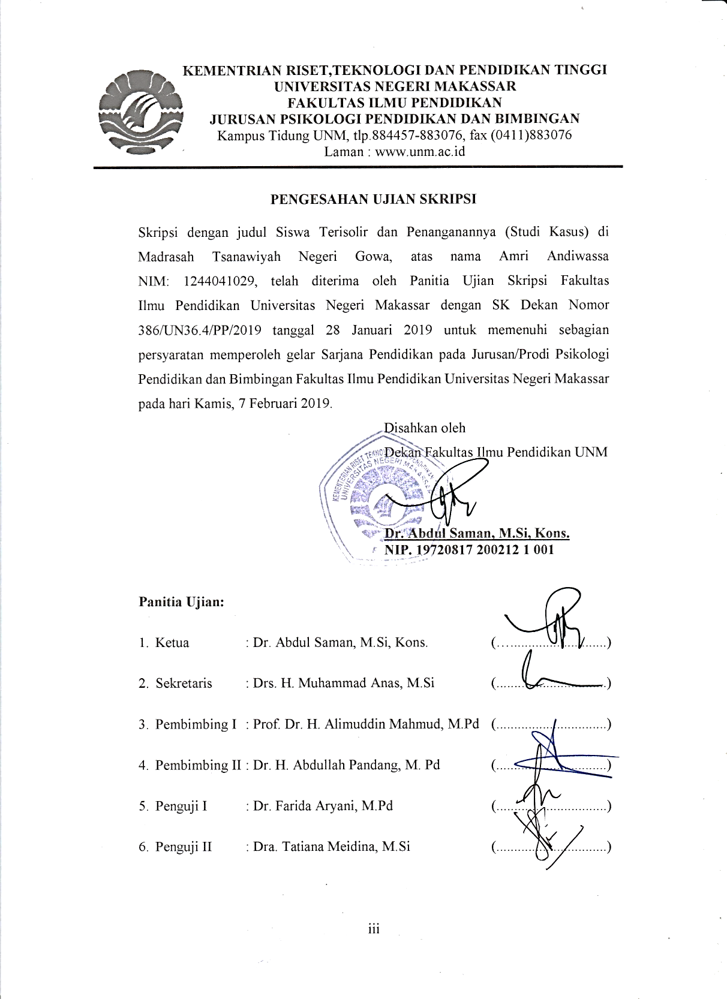 KEMENTRIAN RISET,TEKNOLOGI DAN PENDIDIKAN TINGGI
UNIVERSITAS NEGERI MAKASSAR
FAKULTAS ILMU PENDIDIKAN
JURUSAN PSIKOLOGI PENDIDIKAN DAN BIMBINGAN
Kampus Tidung UNM, tlp.884457-883076, fax (0411)883076
Laman : www.unm.ac.id
PENGESAHAN UJIAN SKRIPSI
Skripsi dengan judul Siswa Terisolir dan Penanganannya (Studi Kasus) di
Madrasah Tsanawiyah Negeri Gowa, atas nama Amri Andiwassa
NIM: 1244041029, telah diterima oleh Panitia Ujian Skripsi Fakultas
Ilmu Pendidikan Universitas Negeri Makassar dengan SK Dekan Nomor
386/UN36.4/PP/2019 tanggal 28 Januari 2019 untuk memenuhi sebagian
persyaratan memperoleh gelar Sarjana Pendidikan pada Jurusan/Prodi Psikologi
Pendidikan dan Bimbingan Fakultas Ilmu Pendidikan Universitas Negeri Makassar
pada hari Kamis, 7 Februari 2019.
Disahkan oleh
Dekan Fakultas Ilmu Pendidikan UNM
KEMENTERIAN RISET TEKNOLOGI
UNIVERSITAS NEGERI MAKASSAR
Dr. Abdul Saman, M.Si, Kons.
NIP. 19720817 200212 1 001
Panitia Ujian:
1. Ketua : Dr. Abdul Saman, M.Si, Kons. (...............................)
2. Sekretaris : Drs. H. Muhammad Anas, M.Si (...............................)
3. Pembimbing I : Prof. Dr. H. Alimuddin Mahmud, M.Pd (...............................)
4. Pembimbing II : Dr. H. Abdullah Pandang, M. Pd (...............................)
5. Penguji I : Dr. Farida Aryani, M.Pd (...............................)
6. Penguji II : Dra. Tatiana Meidina, M.Si (...............................)
iii